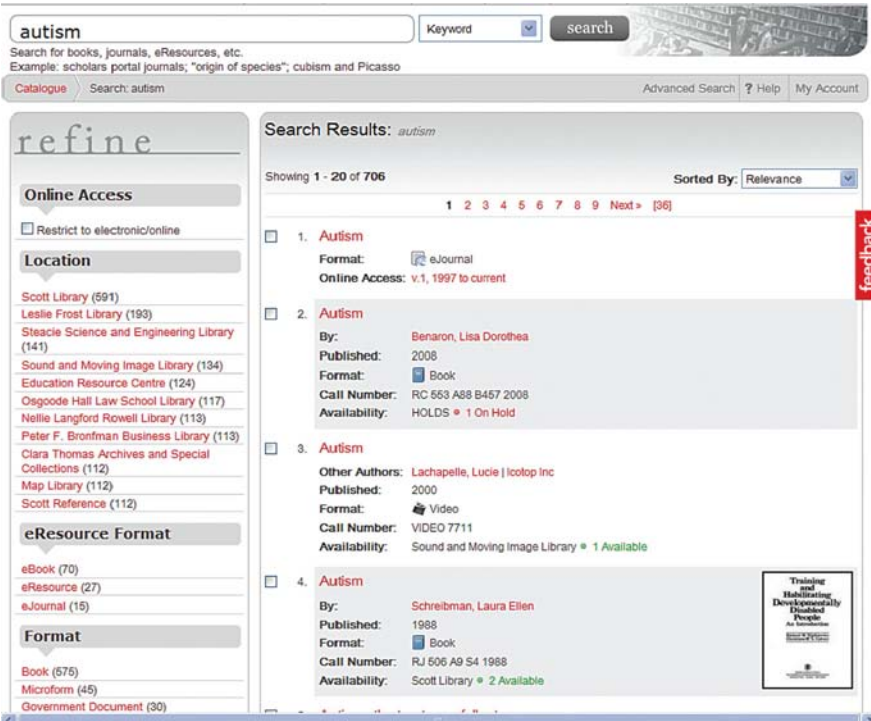 autism
Keyword
search
Search for books, journals, eResources, etc.
Example: scholars portal journals; "origin of species"; cubism and Picasso
Catalogue
Search: autism
Advanced Search
? Help
My Account
refine
Online Access
Restrict to electronic/online
Location
Scott Library (591)
Leslie Frost Library (193)
Steacie Science and Engineering Library
(141)
Sound and Moving Image Library (134)
Education Resource Centre (124)
Osgoode Hall Law School Library (117)
Nellie Langford Rowell Library (113)
Peter F. Bronfman Business Library (113)
Clara Thomas Archives and Special
Collections (112)
Map Library (112)
Scott Reference (112)
eResource Format
eBook (70)
eResource (27)
eJournal (15)
Format
Book (575)
Microform (45)
Government Document (30)
Search Results: autism
Showing 1 - 20 of 706
Sorted By: Relevance
1 2 3 4 5 6 7 8 9 Next » [36]
1. Autism
Format: eJournal
Online Access: v.1, 1997 to current
2. Autism
By: Benaron, Lisa Dorothea
Published: 2008
Format: Book
Call Number: RC 553 A88 B457 2008
Availability: HOLDS 1 On Hold
3. Autism
Other Authors: Lachapelle, Lucie | Icotop Inc
Published: 2000
Format: Video
Call Number: VIDEO 7711
Availability: Sound and Moving Image Library 1 Available
4. Autism
By: Schreibman, Laura Ellen
Published: 1988
Format: Book
Call Number: RJ 506 A9 S4 1988
Availability: Scott Library 2 Available
Training
and
Habilitating
Developmentally
Disabled
People
An Introduction
feedback